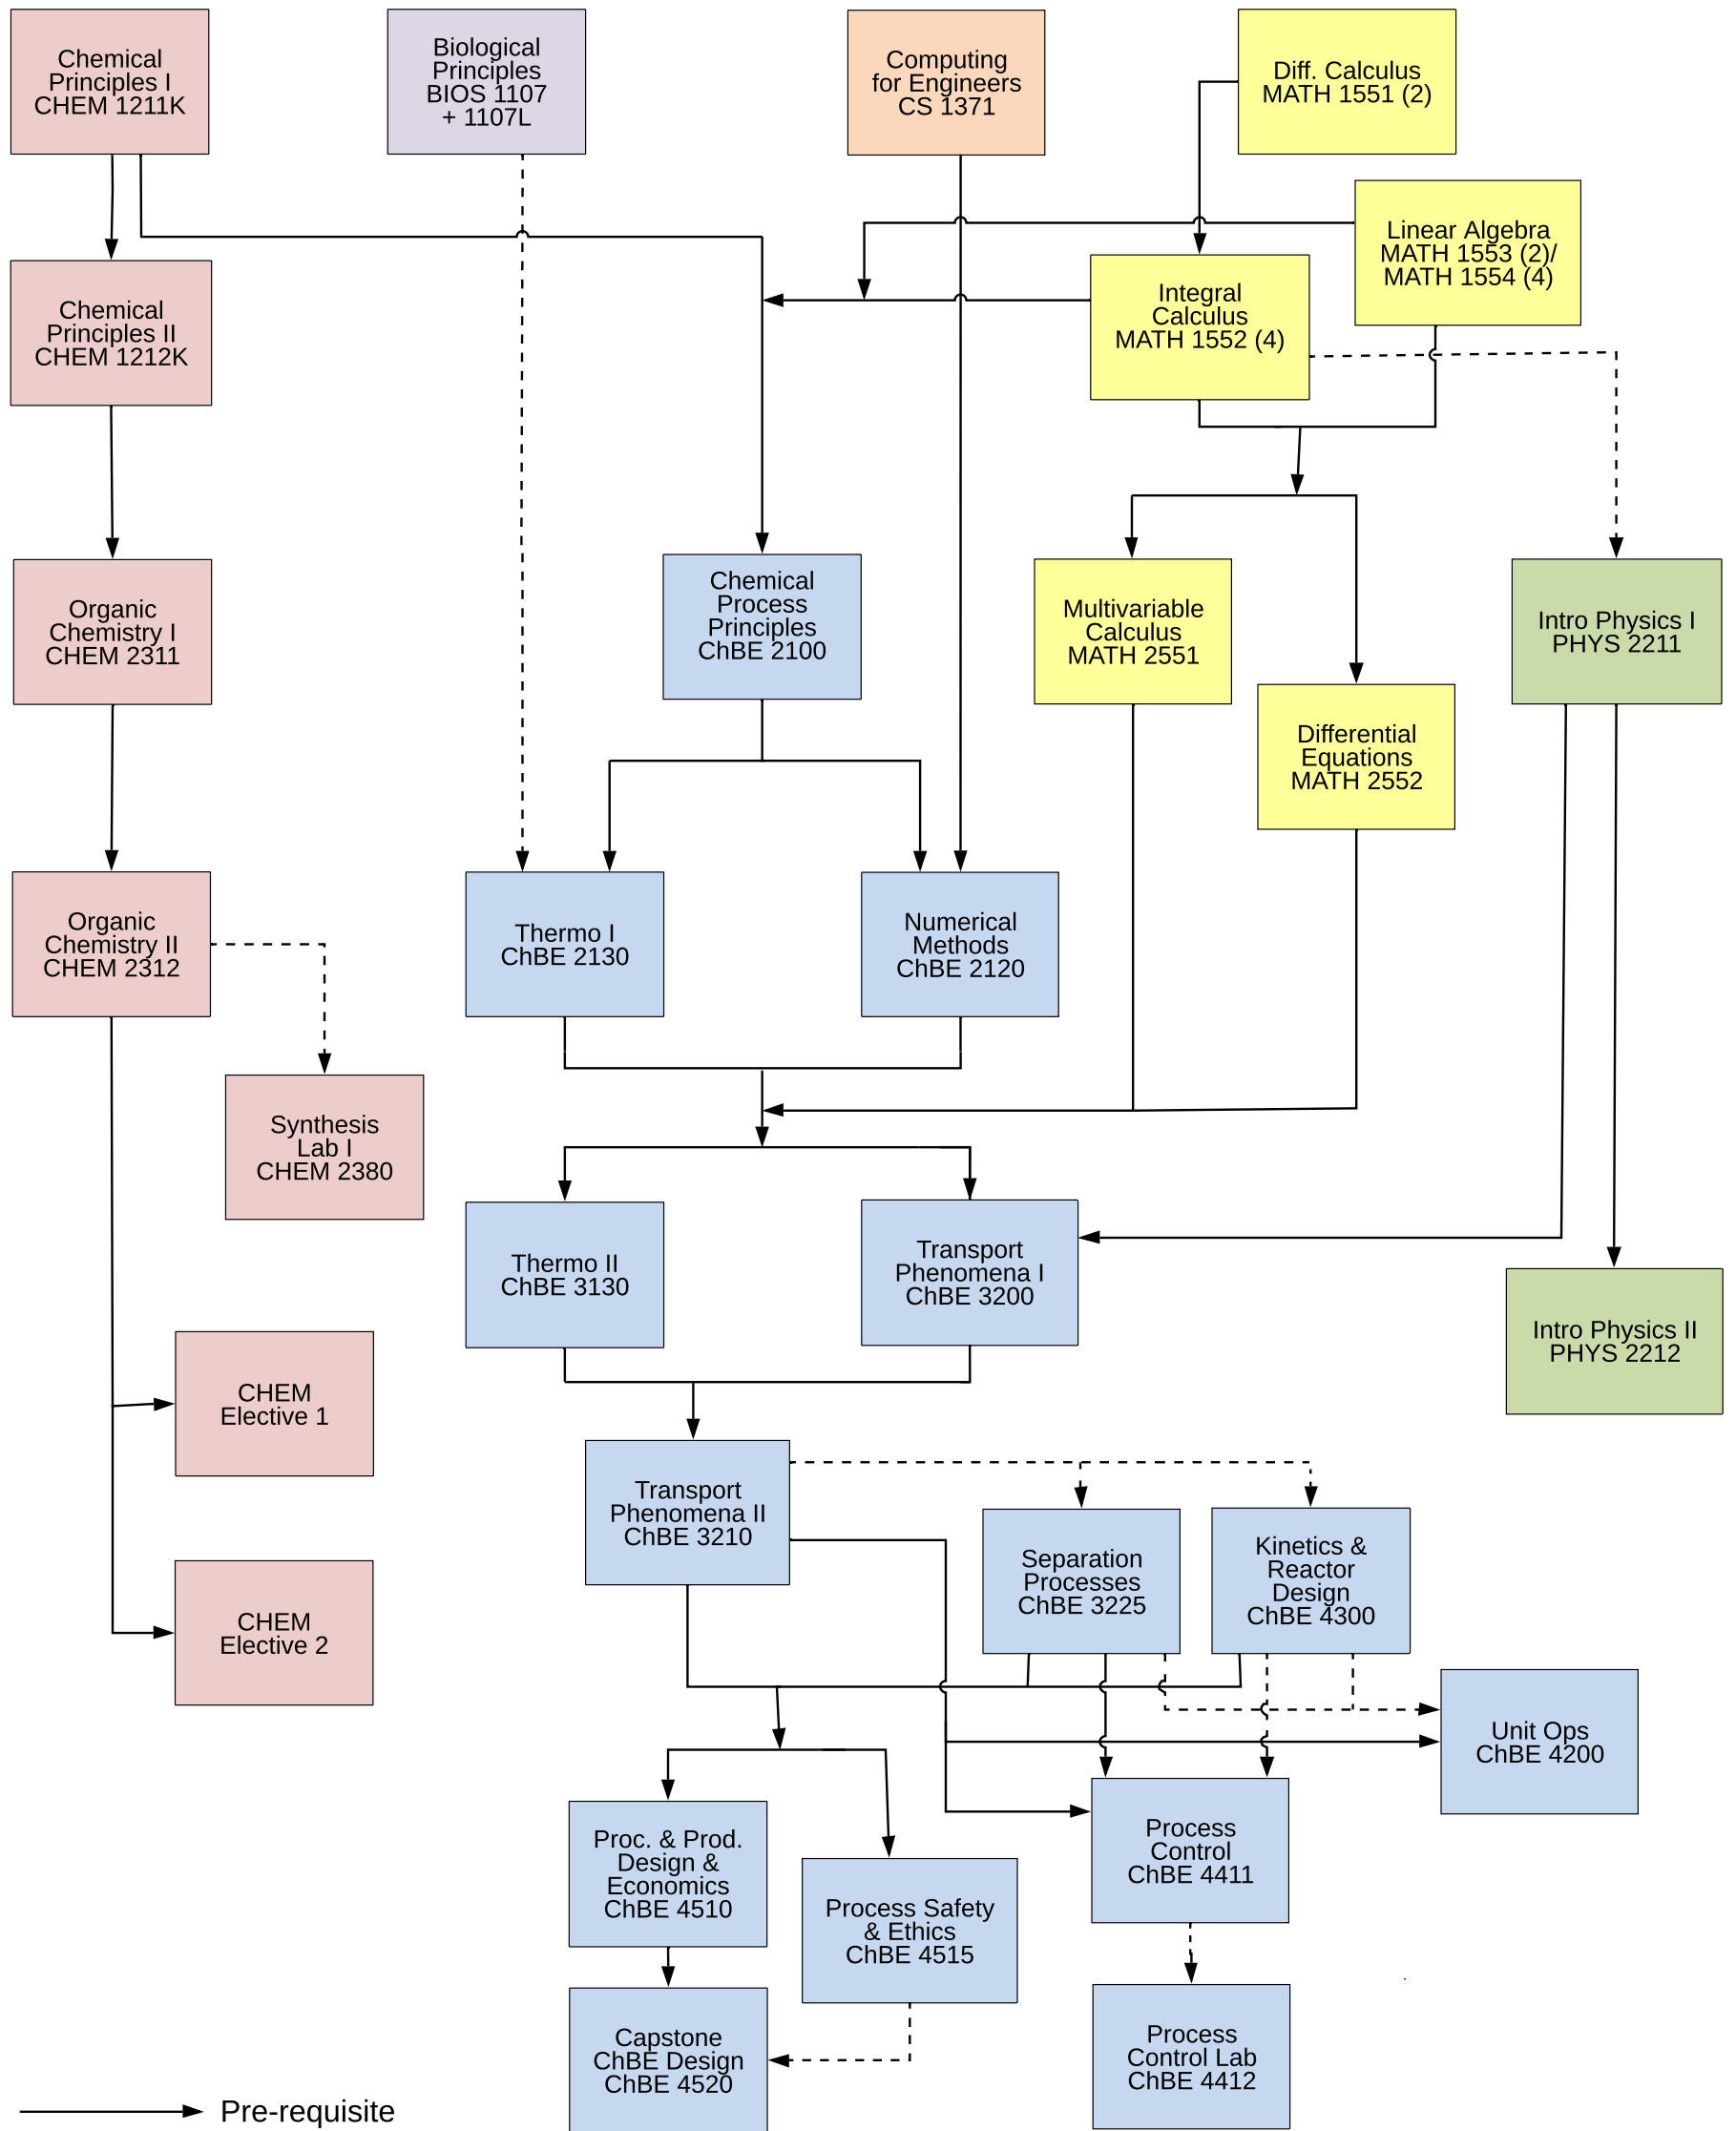 Chemical
Principles I
CHEM 1211K
Biological
Principles
BIOS 1107
+ 1107L
Computing
for Engineers
CS 1371
Diff. Calculus
MATH 1551 (2)
Linear Algebra
MATH 1553 (2)/
MATH 1554 (4)
Chemical
Principles II
CHEM 1212K
Integral
Calculus
MATH 1552 (4)
Organic
Chemistry I
CHEM 2311
Chemical
Process
Principles
ChBE 2100
Multivariable
Calculus
MATH 2551
Intro Physics I
PHYS 2211
Differential
Equations
MATH 2552
Organic
Chemistry II
CHEM 2312
Thermo I
ChBE 2130
Numerical
Methods
ChBE 2120
Synthesis
Lab I
CHEM 2380
Thermo II
ChBE 3130
Transport
Phenomena I
ChBE 3200
Intro Physics II
PHYS 2212
CHEM
Elective 1
Transport
Phenomena II
ChBE 3210
Separation
Processes
ChBE 3225
Kinetics &
Reactor
Design
ChBE 4300
CHEM
Elective 2
Unit Ops
ChBE 4200
Proc. & Prod.
Design &
Economics
ChBE 4510
Process Safety
& Ethics
ChBE 4515
Process
Control
ChBE 4411
Capstone
ChBE Design
ChBE 4520
Process
Control Lab
ChBE 4412
Pre-requisite